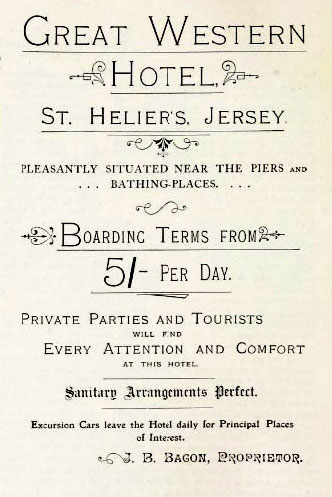 GREAT WESTERN
HOTEL,
ST. HELIER'S, JERSEY.
PLEASANTLY SITUATED NEAR THE PIERS AND
... BATHING-PLACES. ...
BOARDING TERMS FROM
5/- PER DAY.
PRIVATE PARTIES AND TOURISTS
WILL FIND
EVERY ATTENTION AND COMFORT
AT THIS HOTEL.
Sanitary Arrangements Perfect.
Excursion Cars leave the Hotel daily for Principal Places
of Interest.
J. B. BACON, PROPRIETOR.